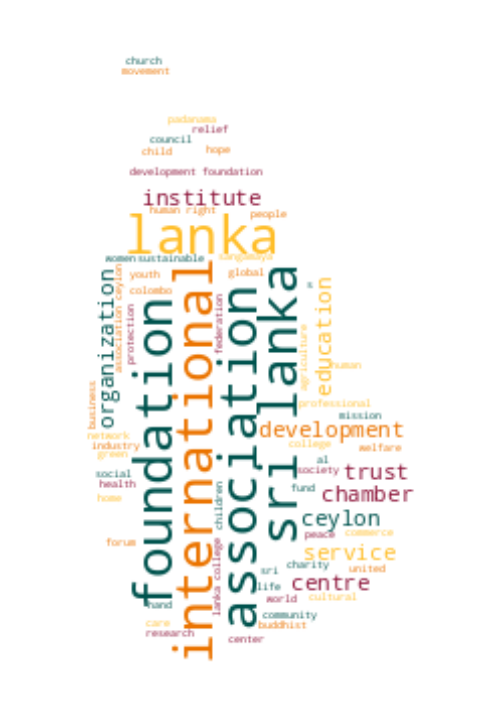 church
movement
padanama
relief
council
child
hope
development foundation
institute
human right
people
lanka
women
sustainable
sangamaya
youth
global
colombo
organization
association ceylon
protection
foundation
international
federation
association
sri lanka
s
education
agriculture
human
business
professional
mission
development
network
industry
green
college
welfare
al
social
society
trust
health
fund
chamber
home
children
ceylon
forum
peace
commerce
service
lanka college
sri
charity
united
life
centre
hand
world
cultural
community
care
buddhist
research
center